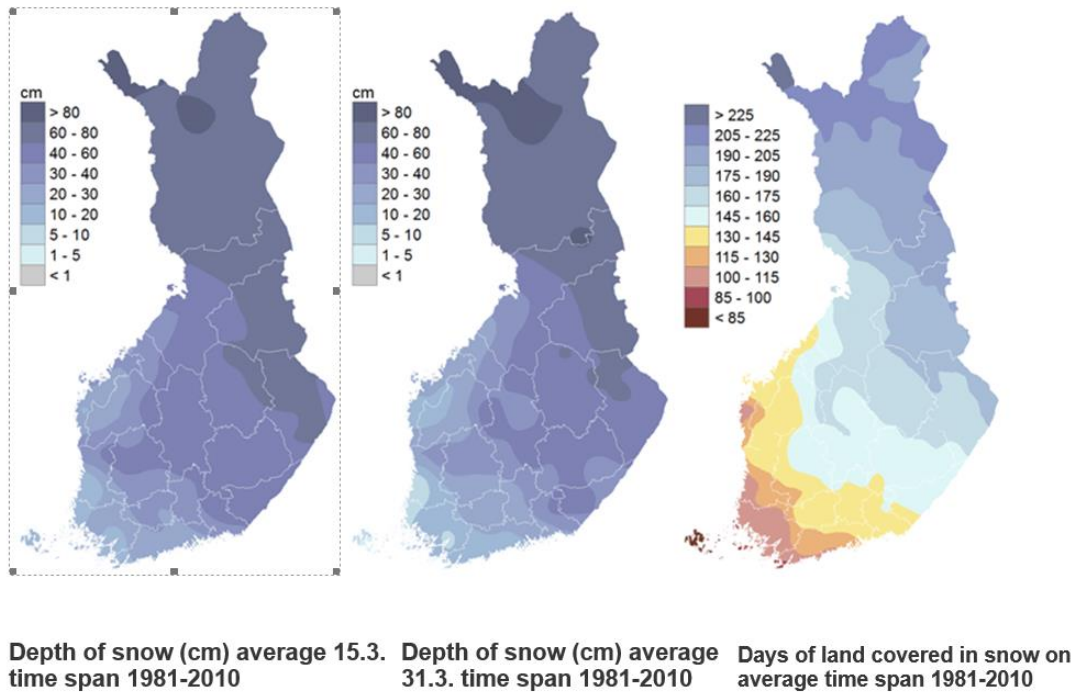 cm
> 80
60 - 80
40 - 60
30 - 40
20 - 30
10 - 20
5 - 10
1 - 5
< 1
cm
> 80
60 - 80
40 - 60
30 - 40
20 - 30
10 - 20
5 - 10
1 - 5
< 1
> 225
205 - 225
190 - 205
175 - 190
160 - 175
145 - 160
130 - 145
115 - 130
100 - 115
85 - 100
< 85
Depth of snow (cm) average 15.3.
time span 1981-2010
Depth of snow (cm) average
31.3. time span 1981-2010
Days of land covered in snow on
average time span 1981-2010